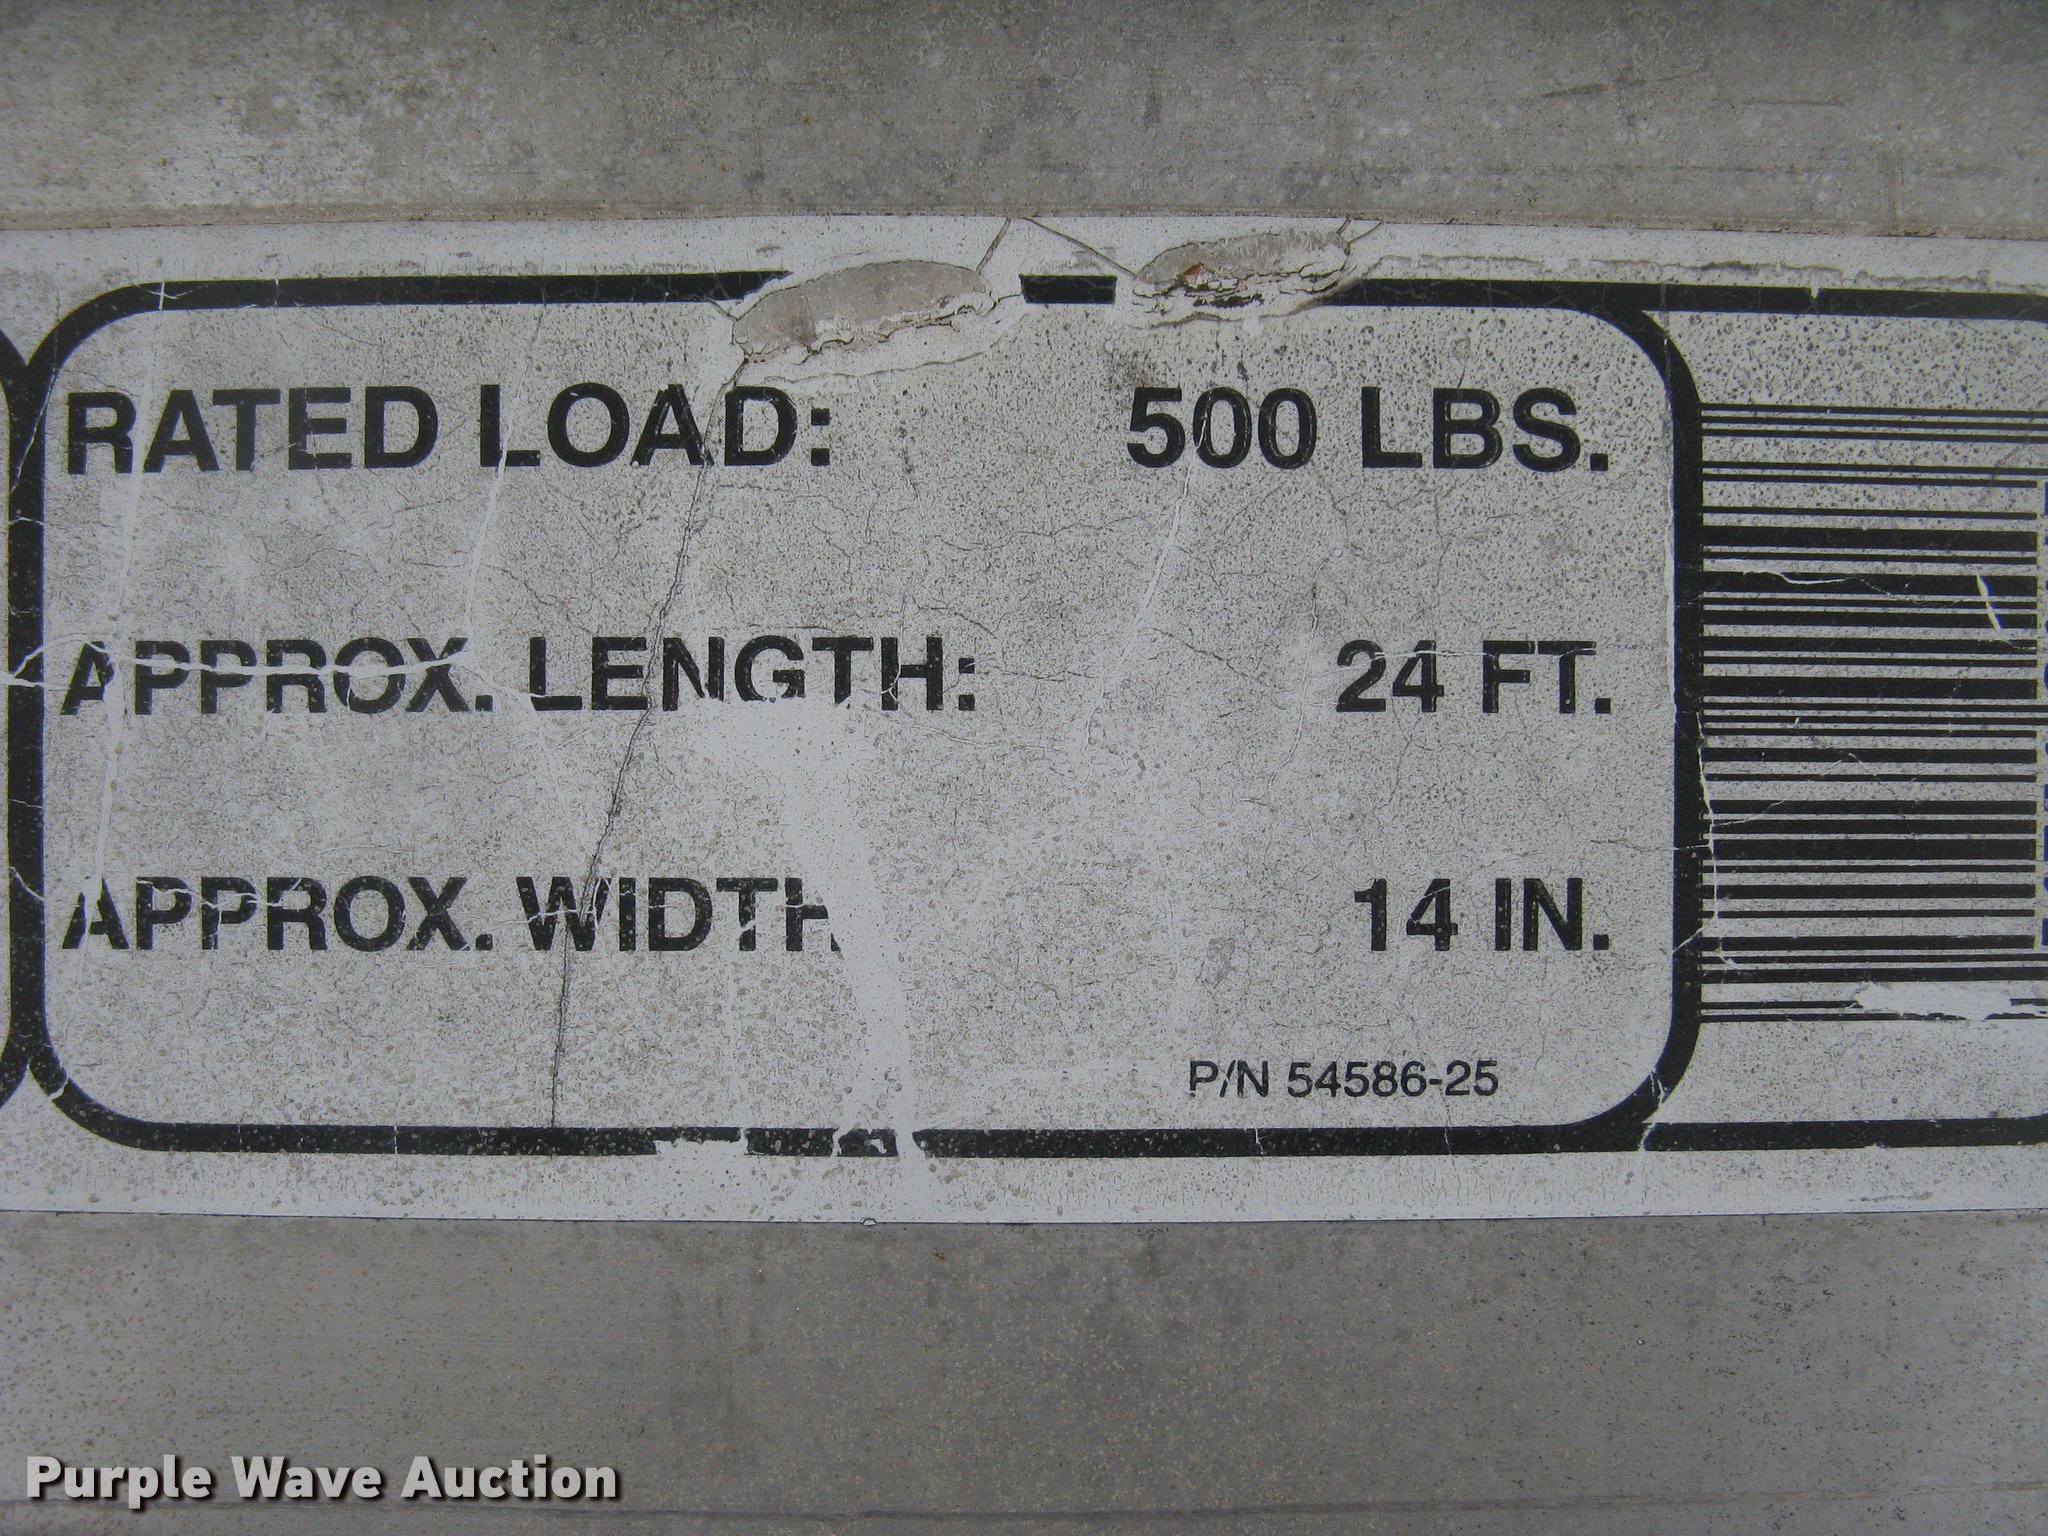 RATED LOAD: 500 LBS.
APPROX. LENGTH: 24 FT.
APPROX. WIDTH 14 IN.
P/N 54586-25
Purple Wave Auction